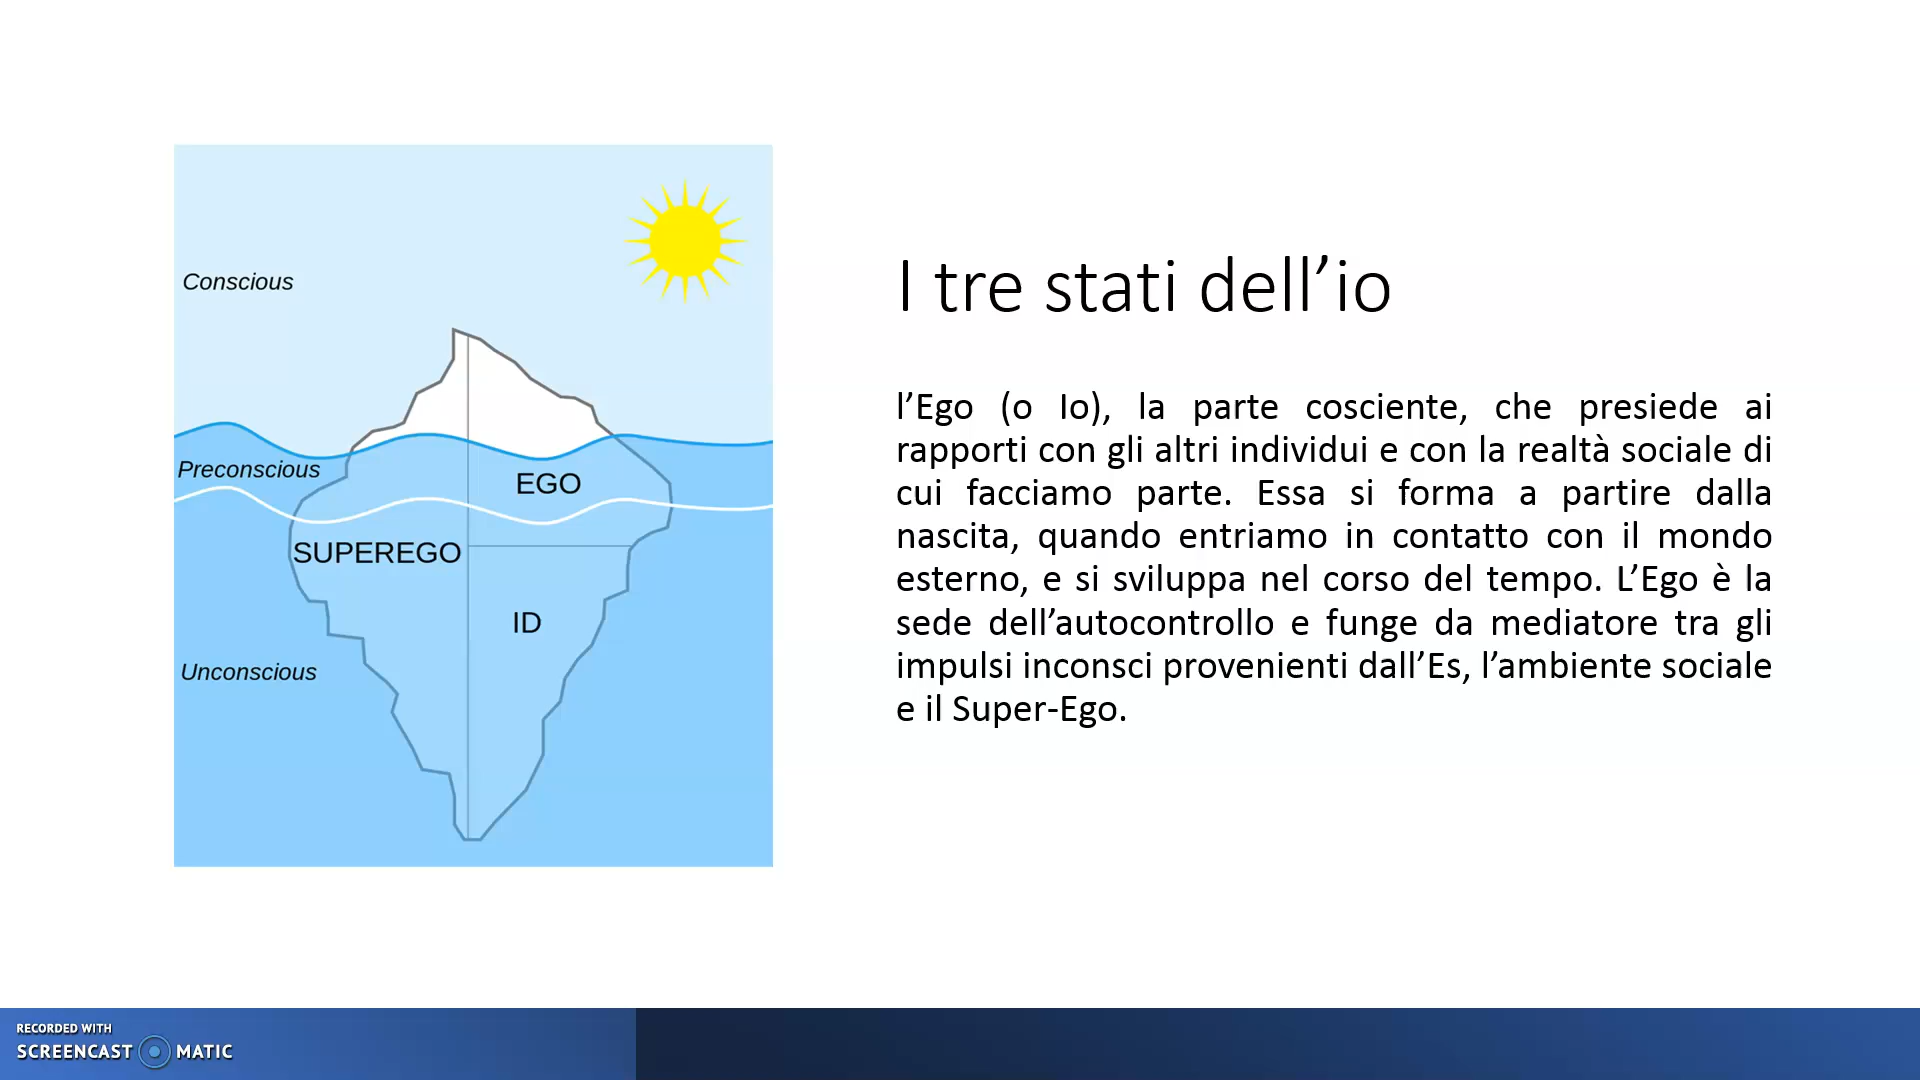 Conscious
Preconscious
EGO
SUPEREGO
ID
Unconscious
I tre stati dell’io
l’Ego (o Io), la parte cosciente, che presiede ai
rapporti con gli altri individui e con la realtà sociale di
cui facciamo parte. Essa si forma a partire dalla
nascita, quando entriamo in contatto con il mondo
esterno, e si sviluppa nel corso del tempo. L’Ego è la
sede dell’autocontrollo e funge da mediatore tra gli
impulsi inconsci provenienti dall’Es, l’ambiente sociale
e il Super-Ego.
RECORDED WITH
SCREENCAST MATIC